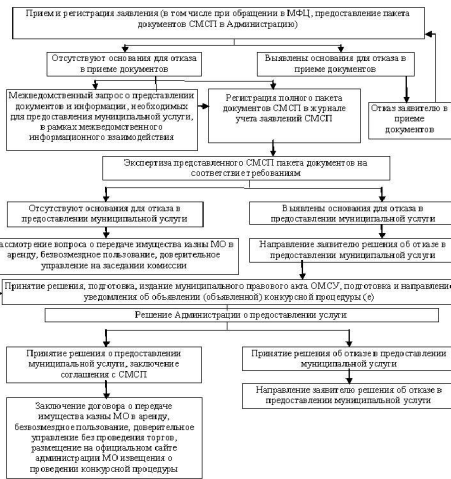 Прием и регистрация заявления (в том числе при обращении в МФЦ, предоставление пакета
документов СМСП в Администрацию)
Отсутствуют основания для отказа
в приеме документов
Выявлены основания для отказа в
приеме документов
Межведомственный запрос о представлении
документов и информации, необходимых
для предоставления муниципальной услуги,
в рамках межведомственного
информационного взаимодействия
Регистрация полного пакета
документов СМСП в журнале
учета заявлений СМСП
Отказ заявителю в
приеме
документов
Экспертиза представленного СМСП пакета документов на
соответствие требованиям
Отсутствуют основания для отказа в
предоставлении муниципальной услуги
Выявлены основания для отказа в
предоставлении муниципальной услуги
ассмотрение вопроса о передаче имущества казны МО в
аренду, безвозмездное пользование, доверительное
управление на заседании комиссии
Направление заявителю решения об отказе в
предоставлении муниципальной услуги
Принятие решения, подготовка, издание муниципального правового акта ОМСУ, подготовка и направление
уведомления об объявлении (объявленной) конкурсной процедуры (е)
Решение Администрации о предоставлении услуги
Принятие решения о предоставлении
муниципальной услуги, заключение
соглашения с СМСП
Принятие решения об отказе в предоставлении
муниципальной услуги
Направление заявителю решения об отказе в
предоставлении муниципальной услуги
Заключение договора о передаче
имущества казны МО в аренду,
безвозмездное пользование, доверительное
управление без проведения торгов,
размещение на официальном сайте
администрации МО извещения о
проведении конкурсной процедуры